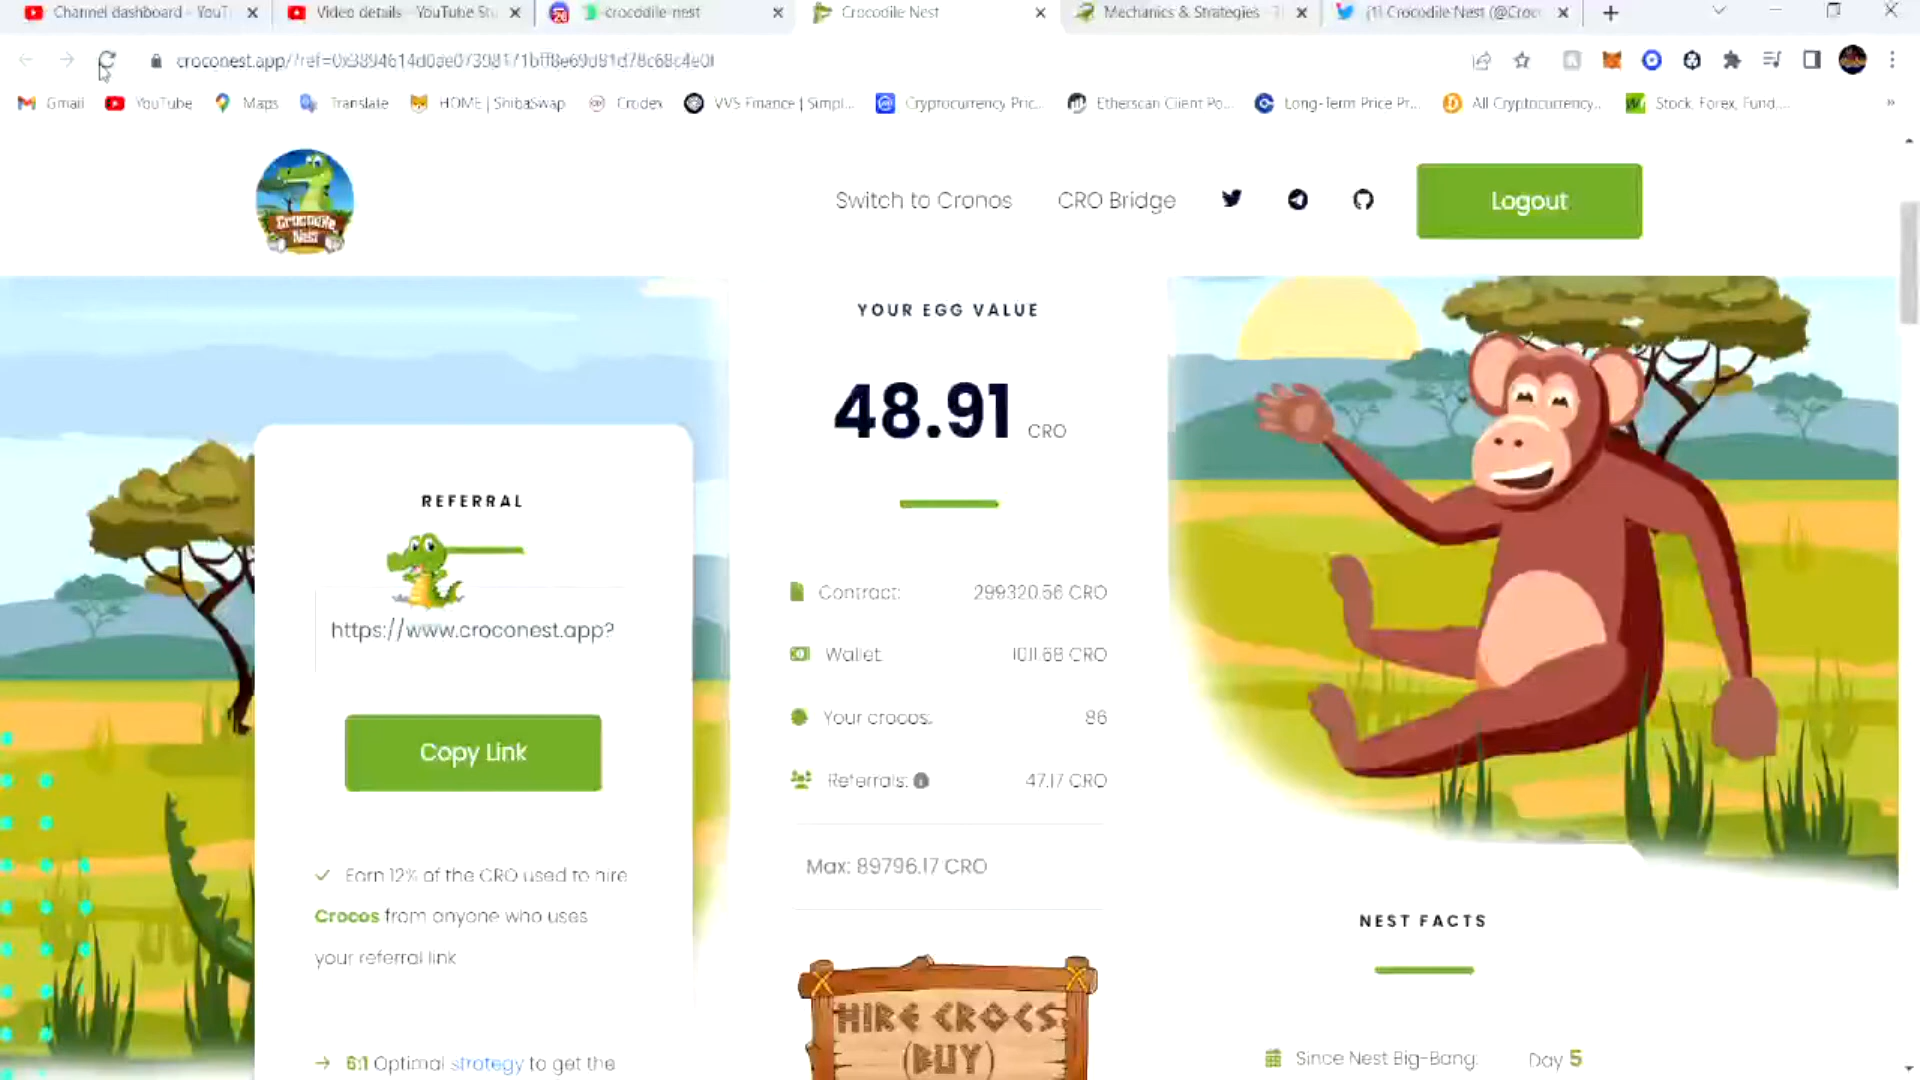 Channel dashboard - YouT
Video details - YouTube St
crocodile-nest
Crocodile Nest
Mechanics & Strategies -
(1) Crocodile Nest (@Croc
Gmail
YouTube
Maps
Translate
HOME | ShibaSwap
Crodex
VVS Finance | Simpl...
Cryptocurrency Pric...
Etherscan Client Po...
Long-Term Price Pr...
All Cryptocurrency...
Stock, Forex, Fund,...
»
Crocodile
Nest
Switch to Cronos
CRO Bridge
Logout
YOUR EGG VALUE
48.91 CRO
REFERRAL
https://www.croconest.app?
Copy Link
✓ Earn 12% of the CRO used to hire
Crocos from anyone who uses
your referral link
→ 6:1 Optimal strategy to get the
Contract: 299320.56 CRO
Wallet: 1011.68 CRO
Your crocos: 86
Referrals: 47.17 CRO
Max: 89796.17 CRO
HIRE CROCS
(BUY)
NEST FACTS
Since Nest Big-Bang: Day 5